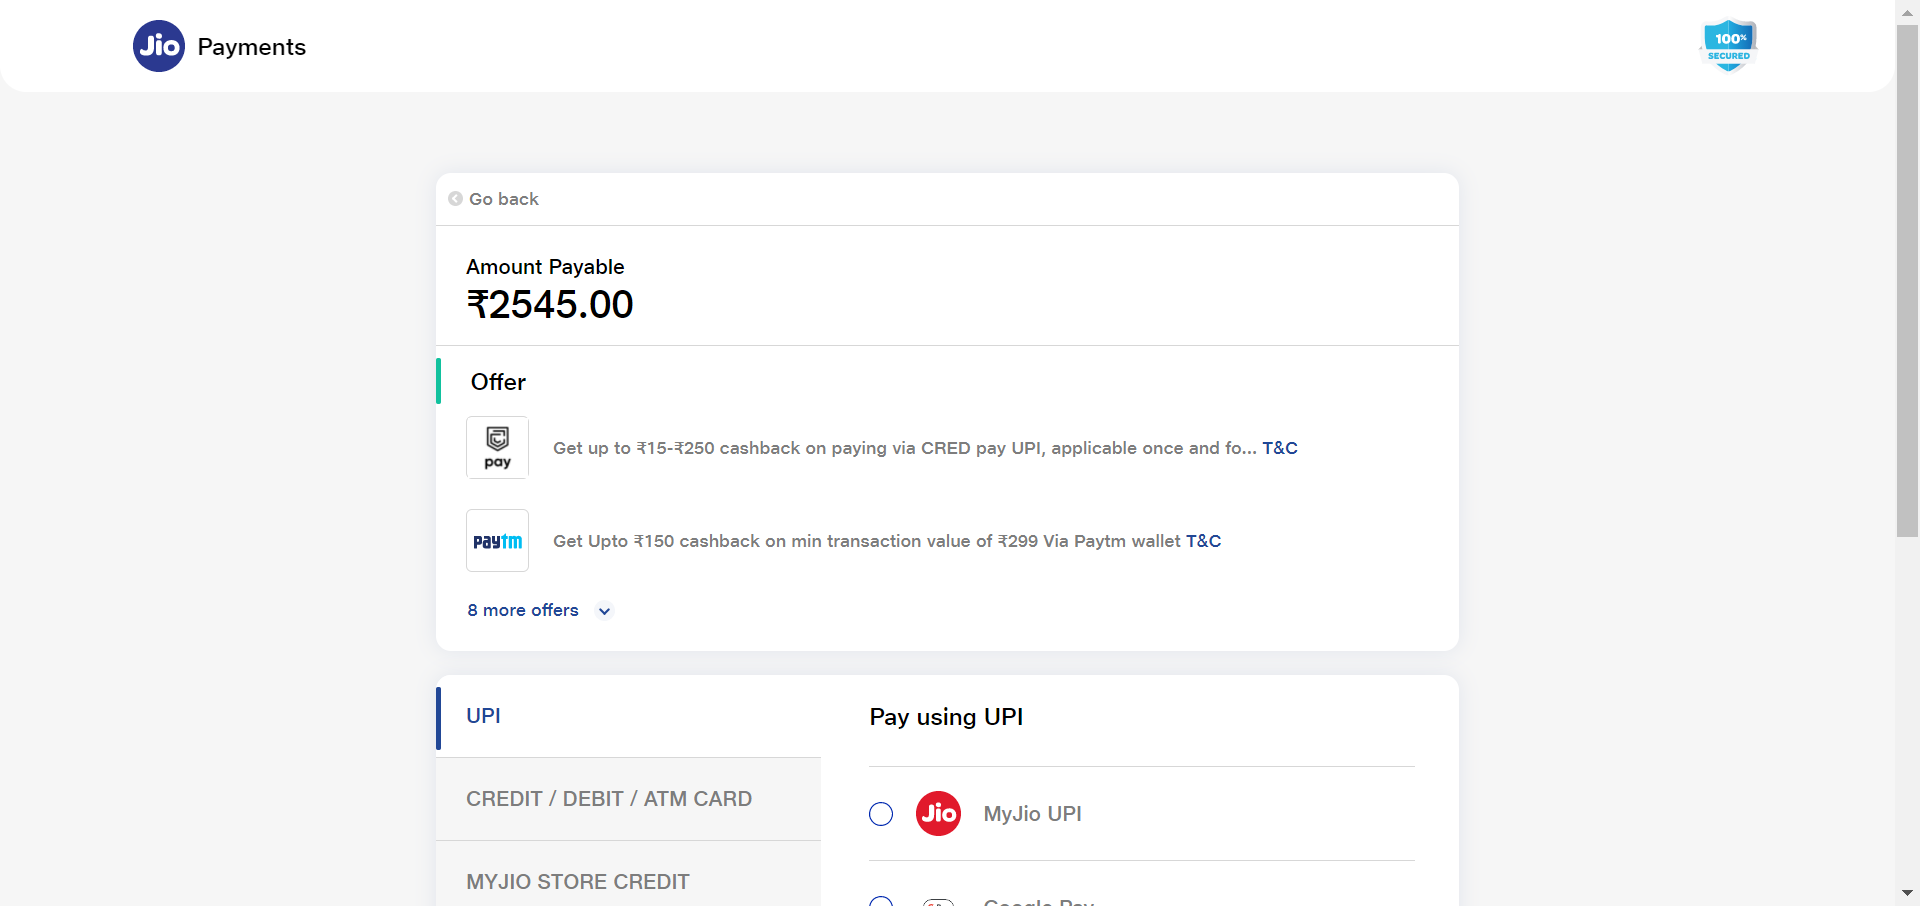 Jio Payments
100%
SECURED
Go back
Amount Payable
₹2545.00
Offer
pay
Get up to ₹15-₹250 cashback on paying via CRED pay UPI, applicable once and fo... T&C
paytm
Get Upto ₹150 cashback on min transaction value of ₹299 Via Paytm wallet T&C
8 more offers
UPI
Pay using UPI
CREDIT / DEBIT / ATM CARD
Jio MyJio UPI
MYJIO STORE CREDIT
Google Pay